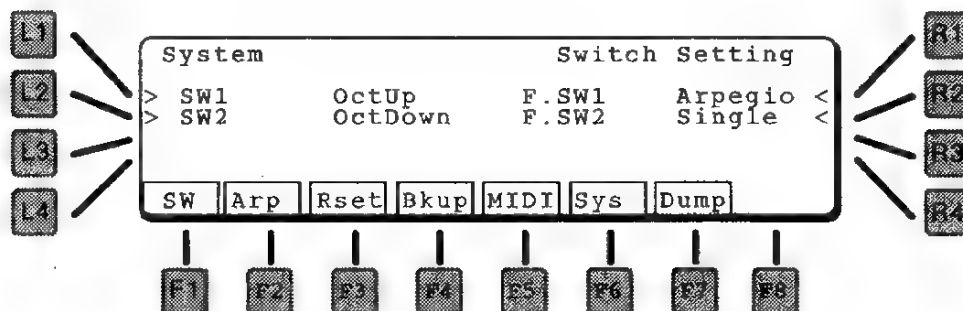 System Switch Setting
L1 R1
> SW1 OctUp F.SW1 Arpegio <
L2 R2
> SW2 OctDown F.SW2 Single <
L3 R3
L4 R4
SW Arp Rset Bkup MIDI Sys Dump
F1 F2 F3 F4 F5 F6 F7 F8